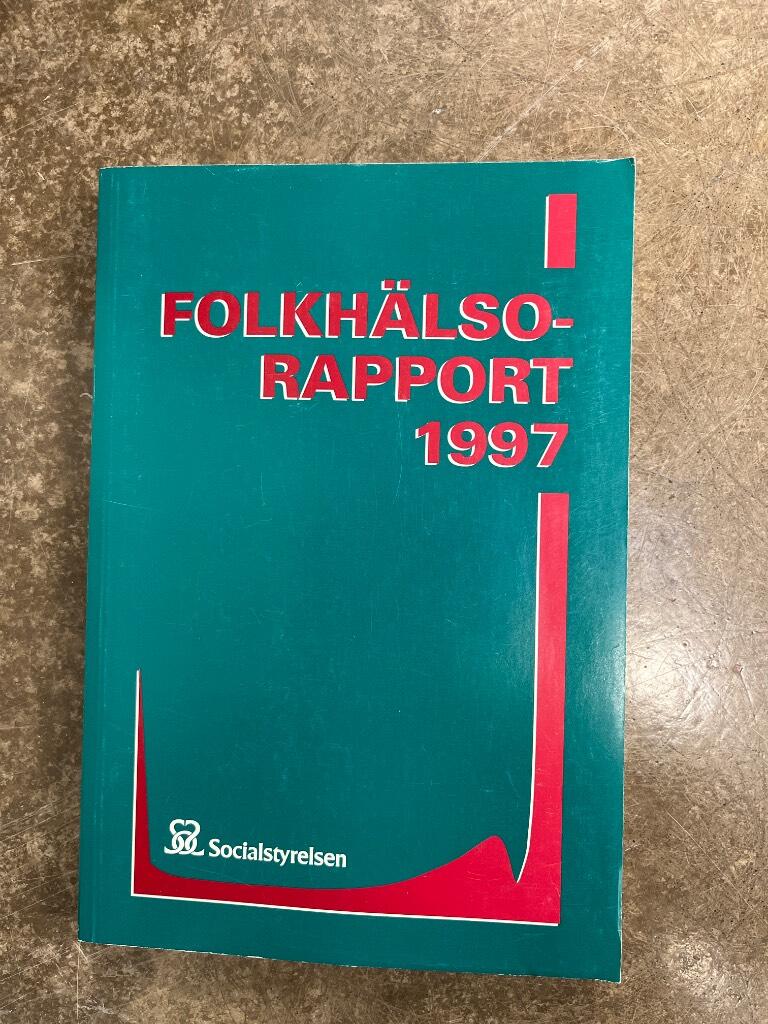 FOLKHÄLSO-
RAPPORT
1997
Socialstyrelsen